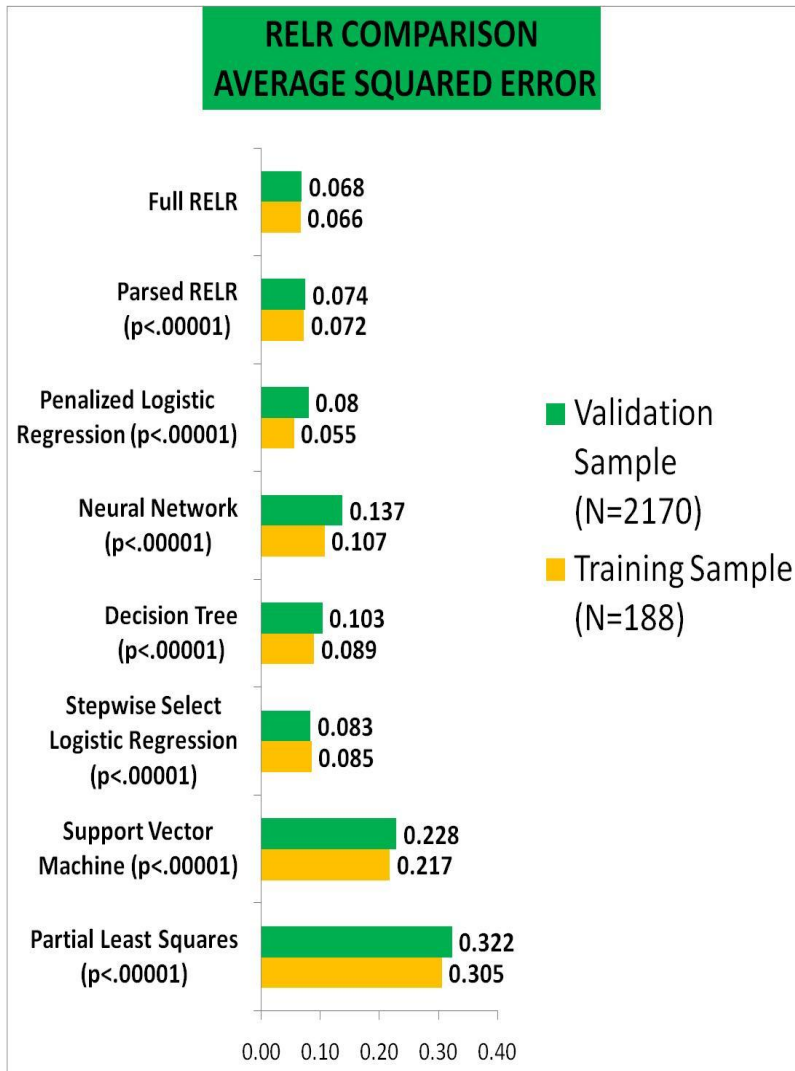 RELR COMPARISON
AVERAGE SQUARED ERROR
Full RELR
0.068
0.066
Parsed RELR
(p<.00001)
0.074
0.072
Penalized Logistic
Regression (p<.00001)
0.08
0.055
Neural Network
(p<.00001)
0.137
0.107
Decision Tree
(p<.00001)
0.103
0.089
Stepwise Select
Logistic Regression
(p<.00001)
0.083
0.085
Support Vector
Machine (p<.00001)
0.228
0.217
Partial Least Squares
(p<.00001)
0.322
0.305
0.00 0.10 0.20 0.30 0.40
Validation
Sample
(N=2170)
Training Sample
(N=188)